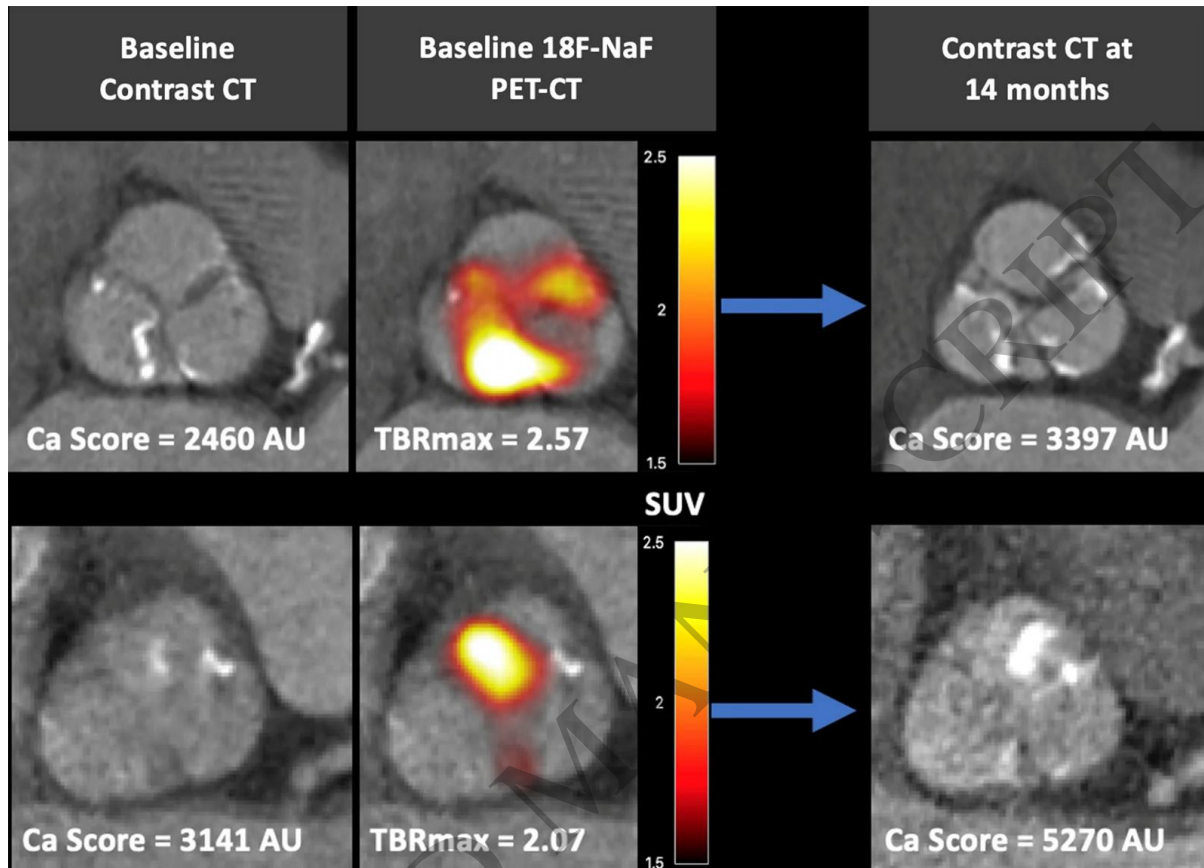 Baseline
Contrast CT
Baseline 18F-NaF
PET-CT
Contrast CT at
14 months
2.5
2
1.5
Ca Score = 2460 AU
TBRmax = 2.57
Ca Score = 3397 AU
SUV
2.5
2
1.5
Ca Score = 3141 AU
TBRmax = 2.07
Ca Score = 5270 AU